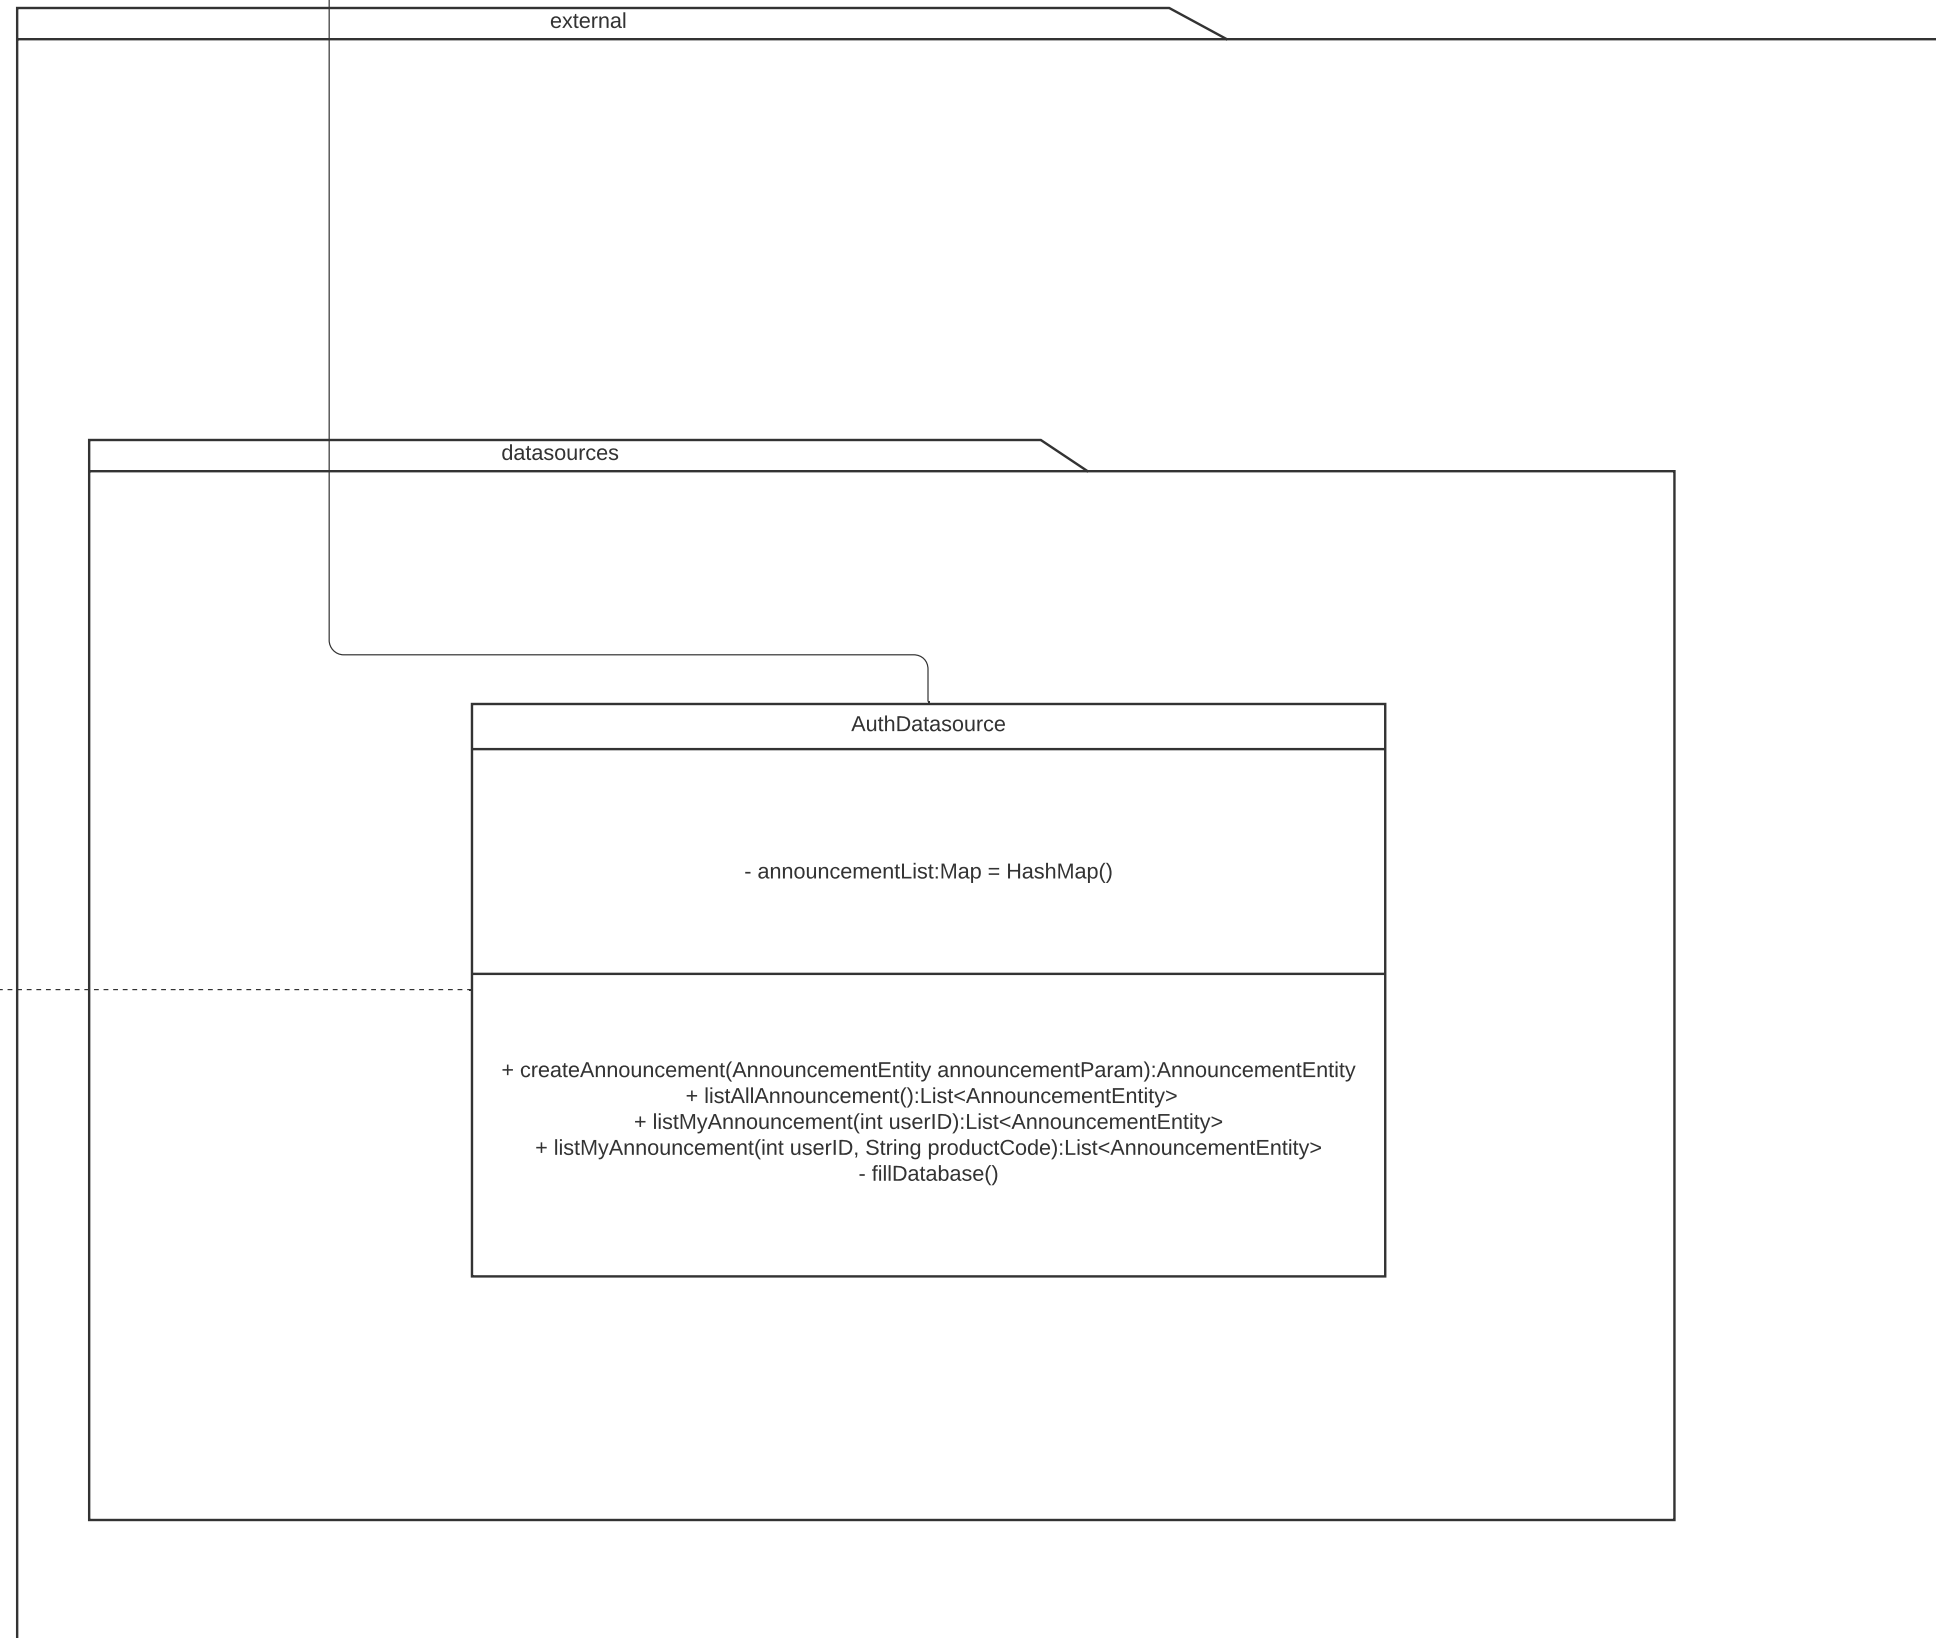 external
datasources
AuthDatasource
- announcementList:Map = HashMap()
+ createAnnouncement(AnnouncementEntity announcementParam):AnnouncementEntity
+ listAllAnnouncement():List<AnnouncementEntity>
+ listMyAnnouncement(int userID):List<AnnouncementEntity>
+ listMyAnnouncement(int userID, String productCode):List<AnnouncementEntity>
- fillDatabase()